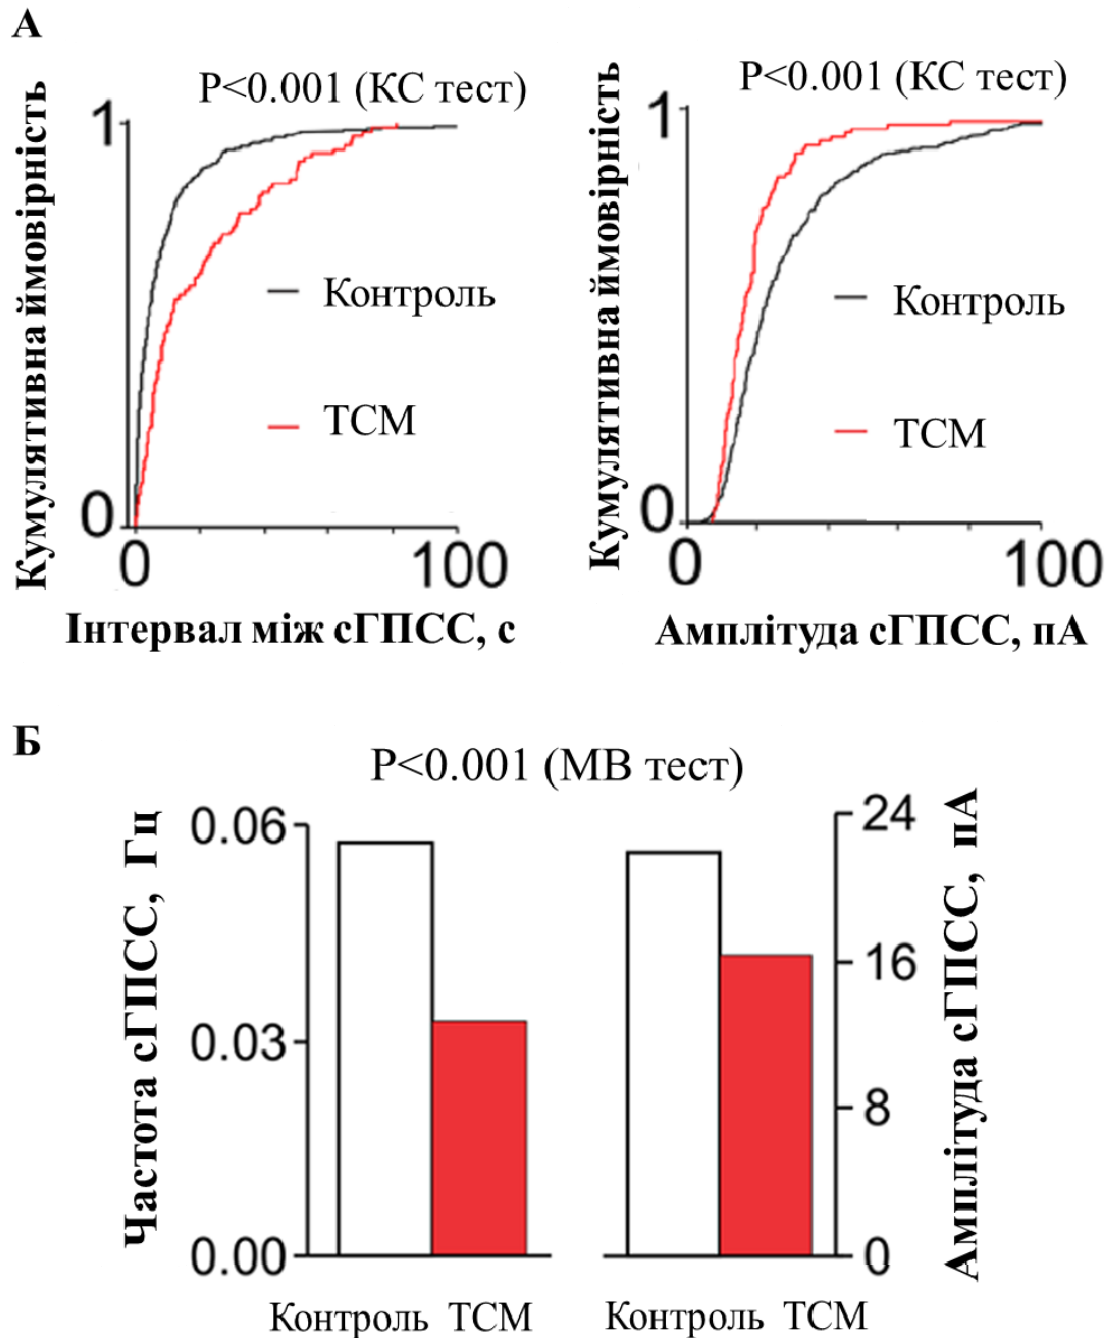 А
P<0.001 (КС тест)
Кумулятивна ймовірність
1
0
Контроль
ТСМ
0
100
Інтервал між сГПСС, с
P<0.001 (КС тест)
Кумулятивна ймовірність
1
0
Контроль
ТСМ
0
100
Амплітуда сГПСС, пА
Б
P<0.001 (МВ тест)
Частота сГПСС, Гц
0.06
0.03
0.00
Контроль ТСМ
24
16
8
0
Амплітуда сГПСС, пА
Контроль ТСМ